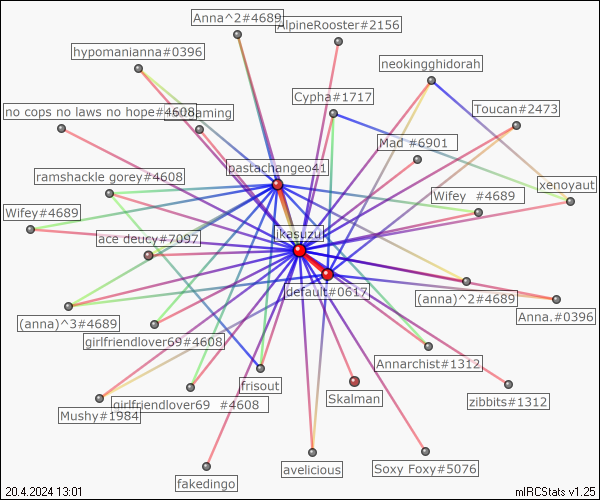 Anna^2#4689
AlpineRooster#2156
hypomanianna#0396
neokingghidorah
Cypha#1717
no cops no laws no hope#4608
Toucan#2473
Mad #6901
pastachangeo41
ramshackle gorey#4608
xenoyaut
Wifey #4689
Wifey#4689
ikasuzu
ace deucy#7097
jdefault#0617
(anna)^2#4689
Anna.#0396
(anna)^3#4689
girlfriendlover69#4608
Annarchist#1312
frisout
zibbits#1312
Skalman
girlfriendlover69 #4608
Mushy#1984
avelicious
Soxy Foxy#5076
fakedingo
20.4.2024 13:01
mIRCStats v1.25